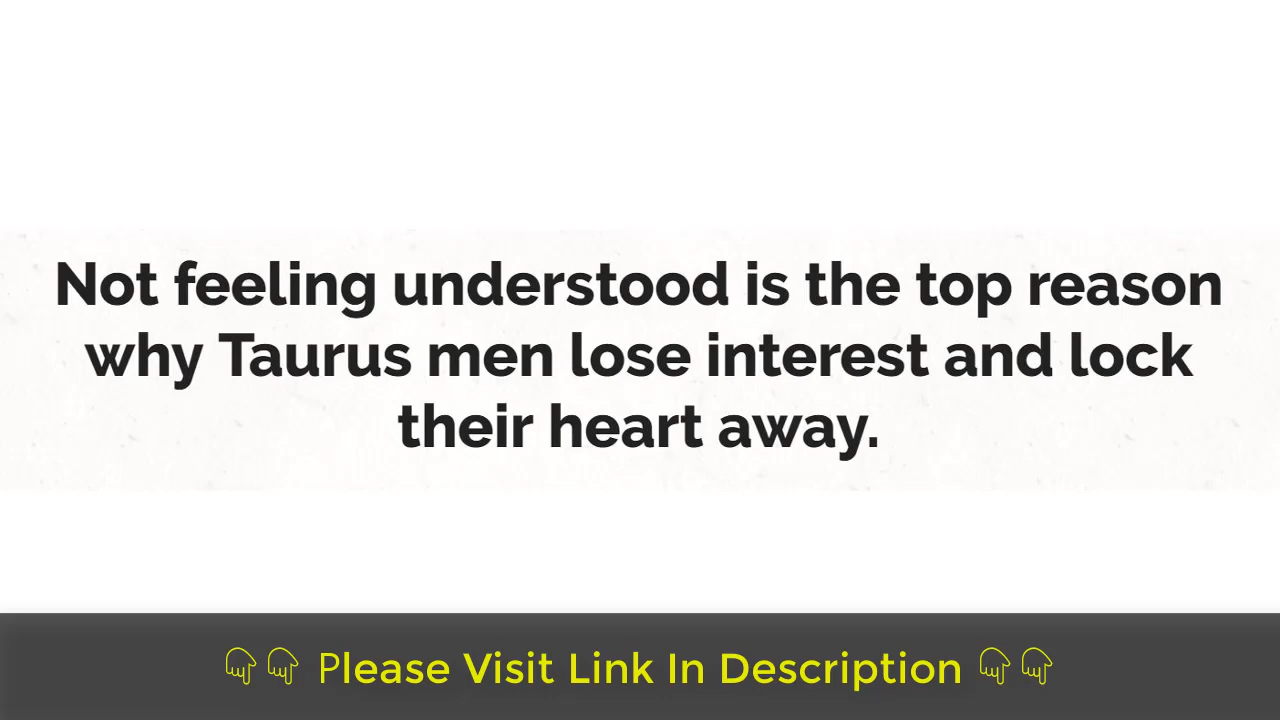 Not feeling understood is the top reason
why Taurus men lose interest and lock
their heart away.
👇👇 Please Visit Link In Description 👇👇